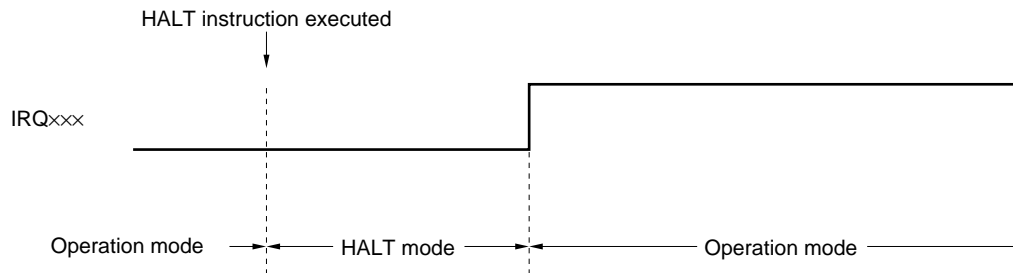 HALT instruction executed
IRQ×××
Operation mode HALT mode Operation mode